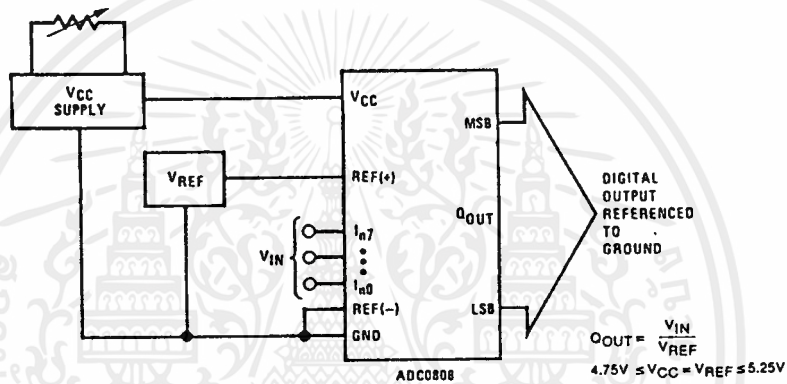 VCC
SUPPLY
VREF
VIN
VCC
REF(+)
In7
In0
REF(−)
GND
MSB
QOUT
LSB
ADC0808
DIGITAL
OUTPUT
REFERENCED
TO
GROUND
QOUT = VIN
VREF
4.75V ≤ VCC = VREF ≤ 5.25V